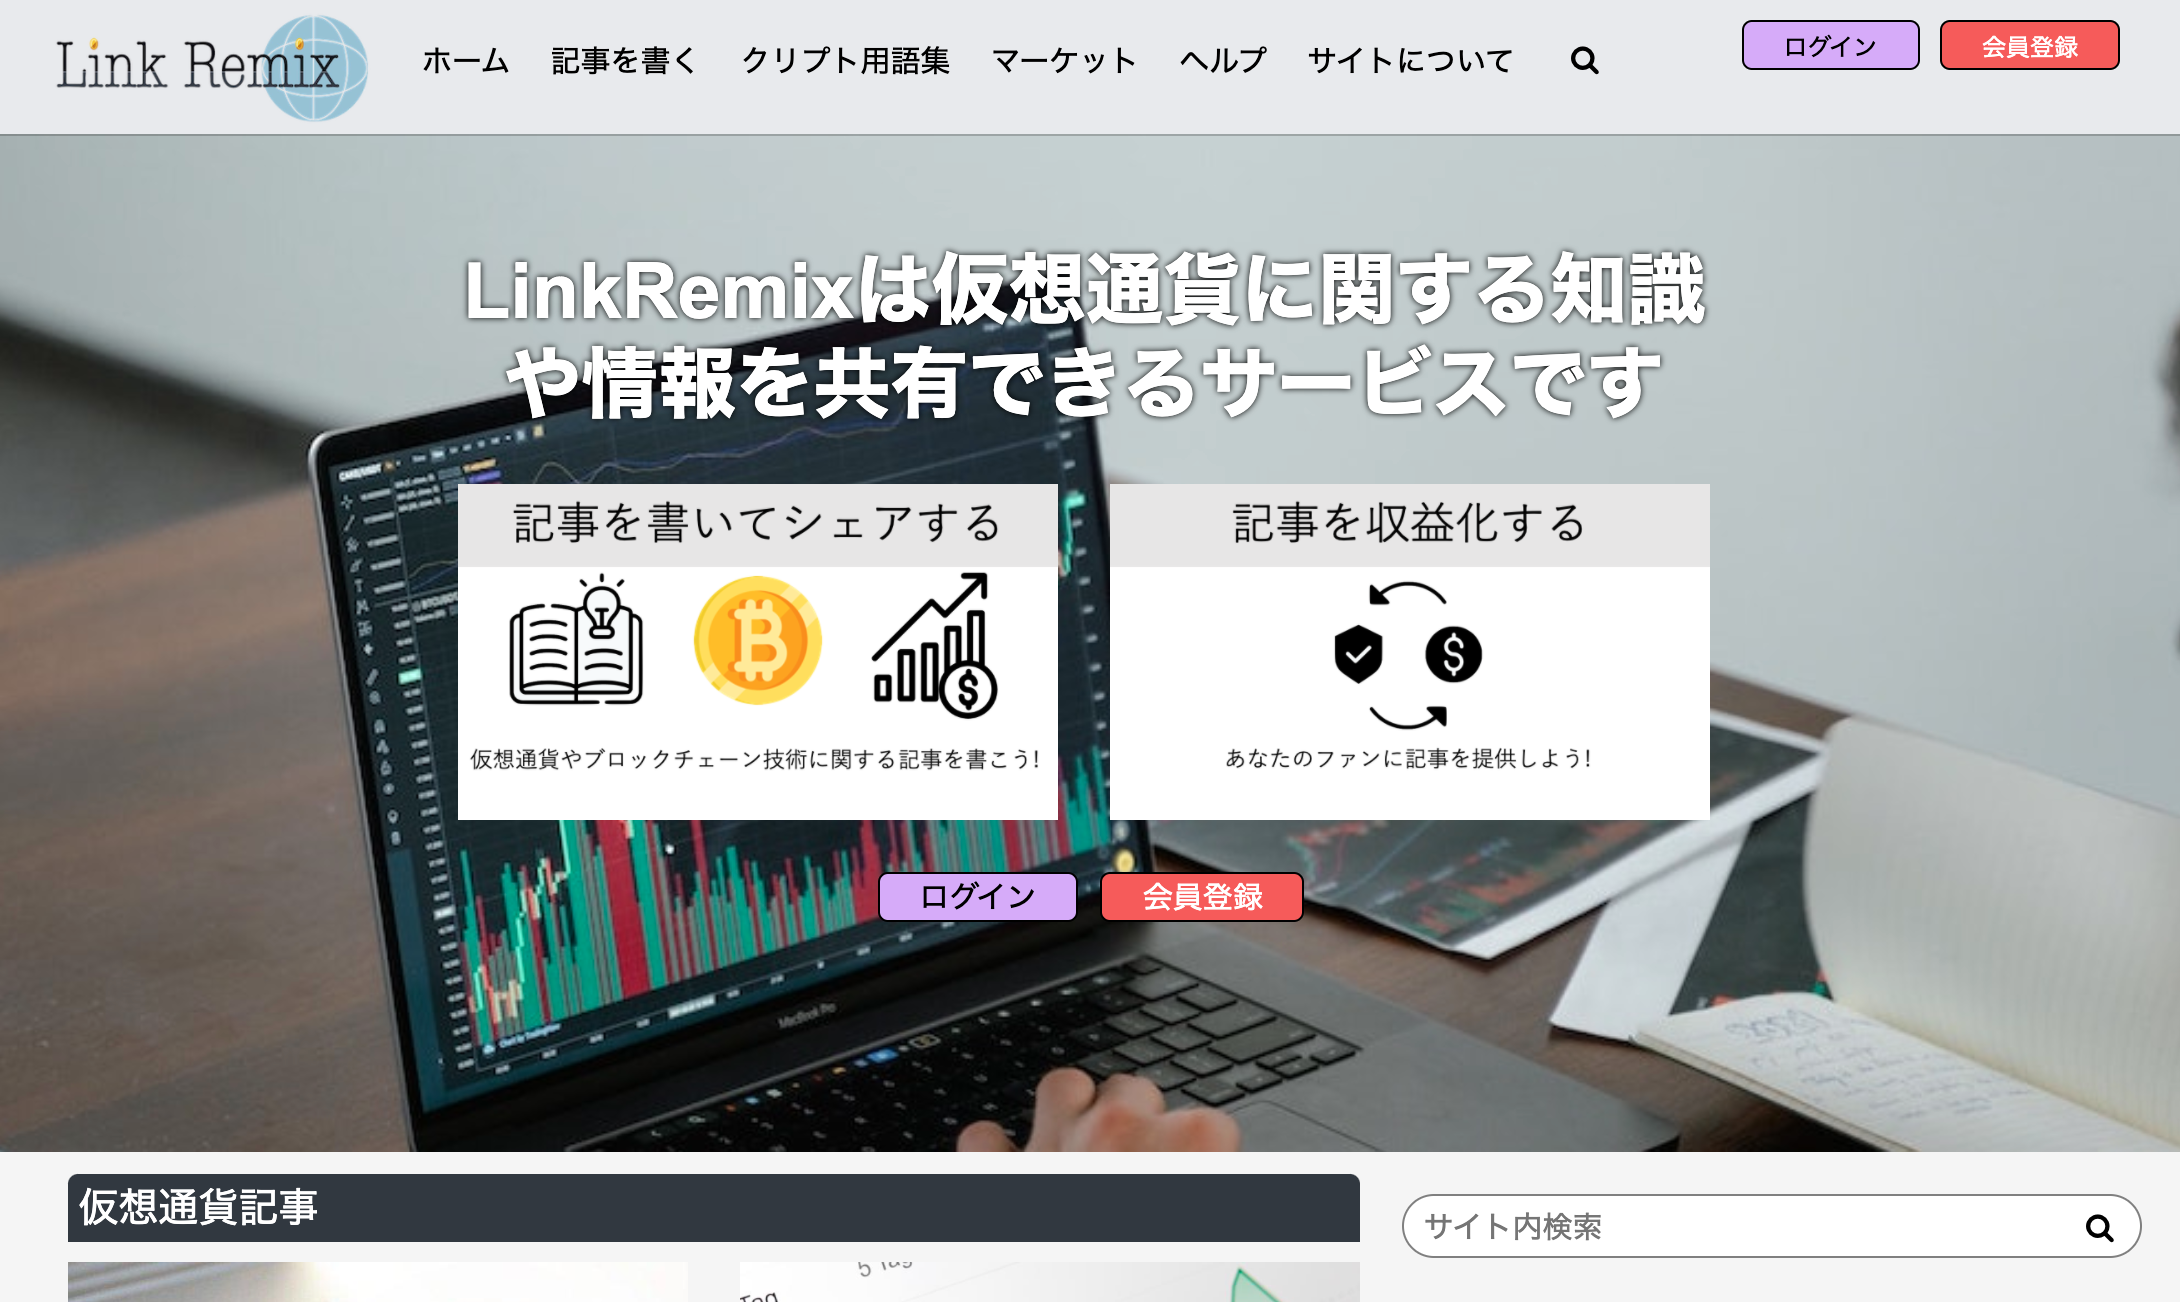 Link Remix
ホーム 記事を書く クリプト用語集 マーケット ヘルプ サイトについて
ログイン 会員登録
LinkRemixは仮想通貨に関する知識
や情報を共有できるサービスです
記事を書いてシェアする
仮想通貨やブロックチェーン技術に関する記事を書こう!
記事を収益化する
あなたのファンに記事を提供しよう!
ログイン 会員登録
MacBook Pro
仮想通貨記事
サイト内検索
5 Tag
Tag